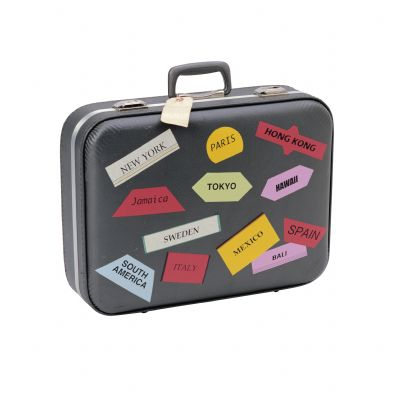 NEW YORK
PARIS
HONG KONG
Jamaica
TOKYO
HAWAII
SWEDEN
MEXICO
SPAIN
SOUTH
AMERICA
ITALY
BALI